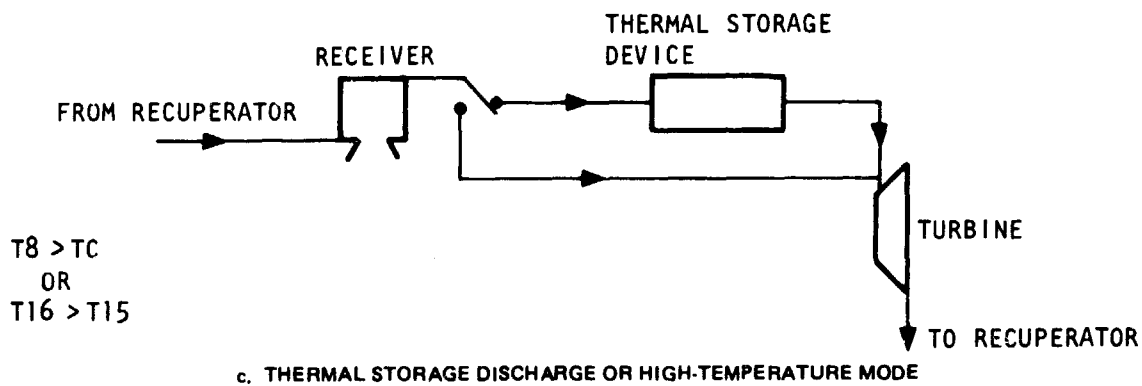 THERMAL STORAGE
DEVICE
RECEIVER
FROM RECUPERATOR
TURBINE
T8 > TC
OR
T16 > T15
TO RECUPERATOR
c. THERMAL STORAGE DISCHARGE OR HIGH-TEMPERATURE MODE